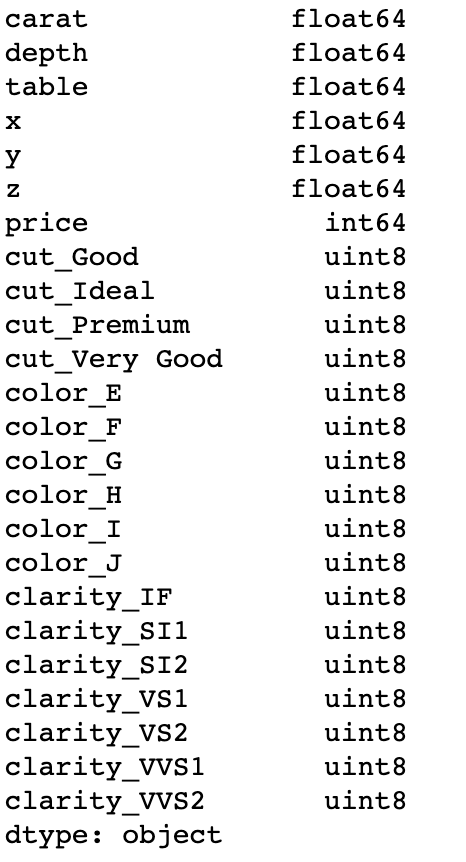 carat float64
depth float64
table float64
x float64
y float64
z float64
price int64
cut_Good uint8
cut_Ideal uint8
cut_Premium uint8
cut_Very Good uint8
color_E uint8
color_F uint8
color_G uint8
color_H uint8
color_I uint8
color_J uint8
clarity_IF uint8
clarity_SI1 uint8
clarity_SI2 uint8
clarity_VS1 uint8
clarity_VS2 uint8
clarity_VVS1 uint8
clarity_VVS2 uint8
dtype: object